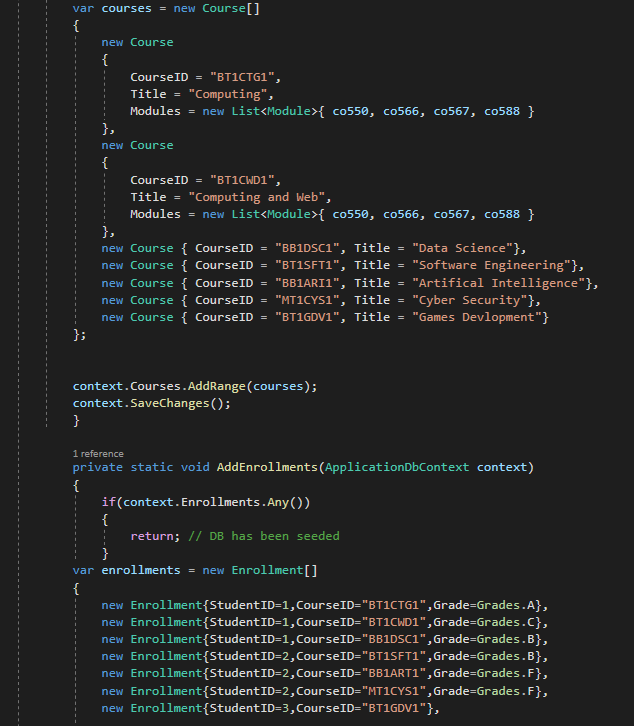 var courses = new Course[]
{
new Course
{
CourseID = "BT1CTG1",
Title = "Computing",
Modules = new List<Module>{ co550, co566, co567, co588 }
},
new Course
{
CourseID = "BT1CWD1",
Title = "Computing and Web",
Modules = new List<Module>{ co550, co566, co567, co588 }
},
new Course { CourseID = "BB1DSC1", Title = "Data Science"},
new Course { CourseID = "BT1SFT1", Title = "Software Engineering"},
new Course { CourseID = "BB1ARI1", Title = "Artifical Intelligence"},
new Course { CourseID = "MT1CYS1", Title = "Cyber Security"},
new Course { CourseID = "BT1GDV1", Title = "Games Devlopment"}
};
context.Courses.AddRange(courses);
context.SaveChanges();
}
1 reference
private static void AddEnrollments(ApplicationDbContext context)
{
if(context.Enrollments.Any())
{
return; // DB has been seeded
}
var enrollments = new Enrollment[]
{
new Enrollment{StudentID=1,CourseID="BT1CTG1",Grade=Grades.A},
new Enrollment{StudentID=1,CourseID="BT1CWD1",Grade=Grades.C},
new Enrollment{StudentID=1,CourseID="BB1DSC1",Grade=Grades.B},
new Enrollment{StudentID=2,CourseID="BT1SFT1",Grade=Grades.B},
new Enrollment{StudentID=2,CourseID="BB1ART1",Grade=Grades.F},
new Enrollment{StudentID=2,CourseID="MT1CYS1",Grade=Grades.F},
new Enrollment{StudentID=3,CourseID="BT1GDV1"},